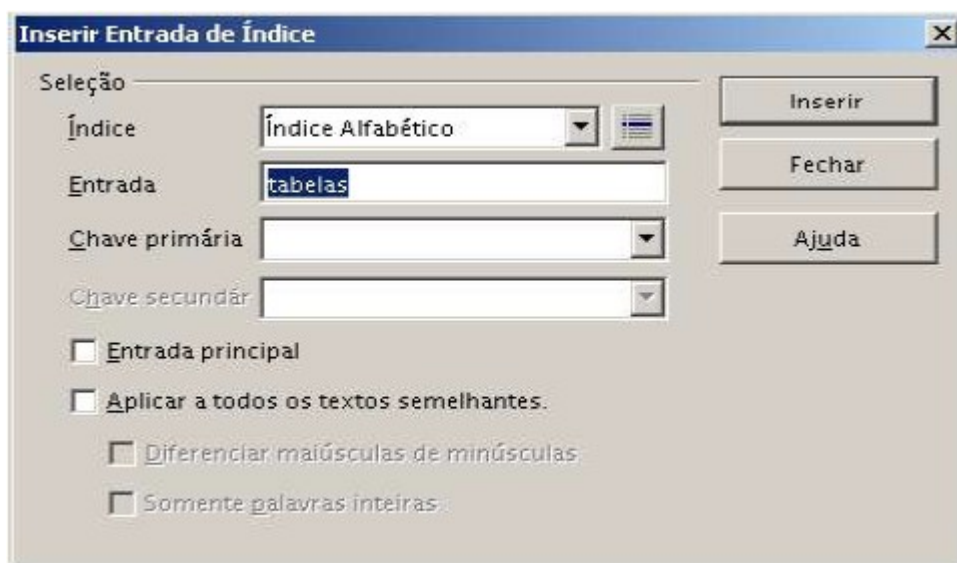 Inserir Entrada de Índice
Seleção
Índice
Índice Alfabético
Inserir
Entrada
tabelas
Fechar
Chave primária
Ajuda
Chave secundár
Entrada principal
Aplicar a todos os textos semelhantes.
Diferenciar maiúsculas de minúsculas
Somente palavras inteiras